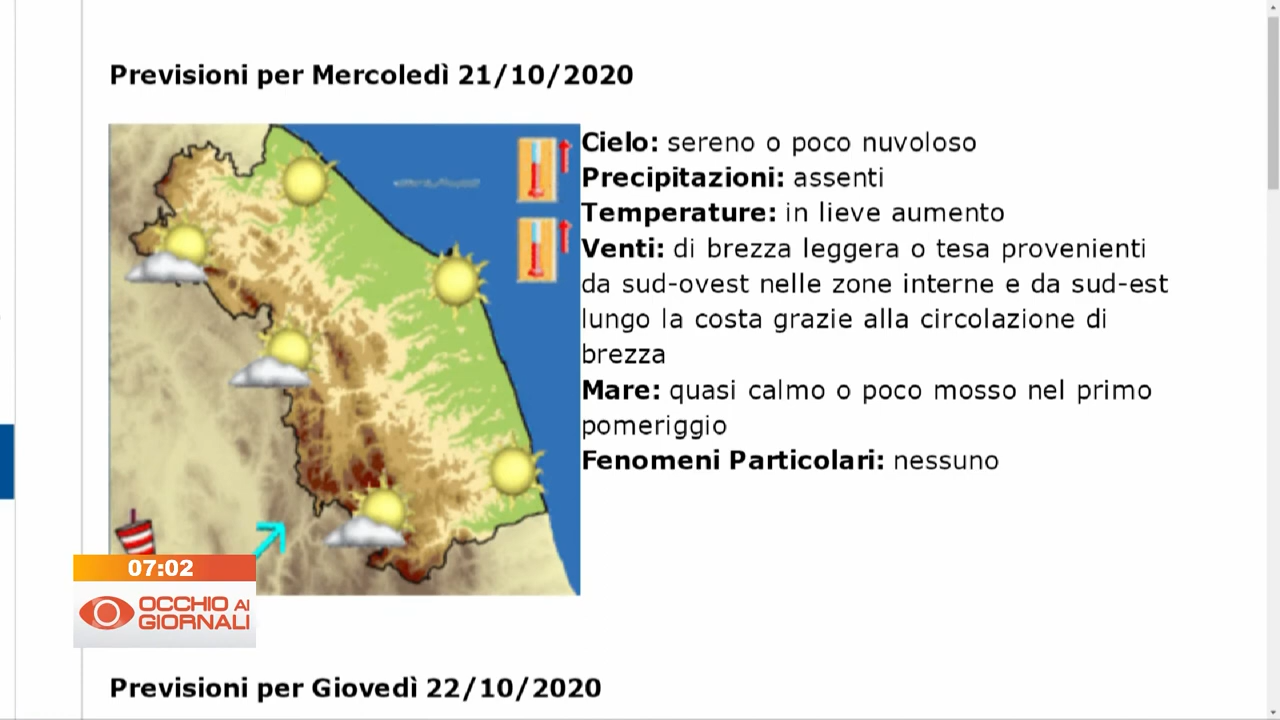 Previsioni per Mercoledì 21/10/2020
Cielo: sereno o poco nuvoloso
Precipitazioni: assenti
Temperature: in lieve aumento
Venti: di brezza leggera o tesa provenienti
da sud-ovest nelle zone interne e da sud-est
lungo la costa grazie alla circolazione di
brezza
Mare: quasi calmo o poco mosso nel primo
pomeriggio
Fenomeni Particolari: nessuno
07:02
OCCHIO AI
GIORNALI
Previsioni per Giovedì 22/10/2020